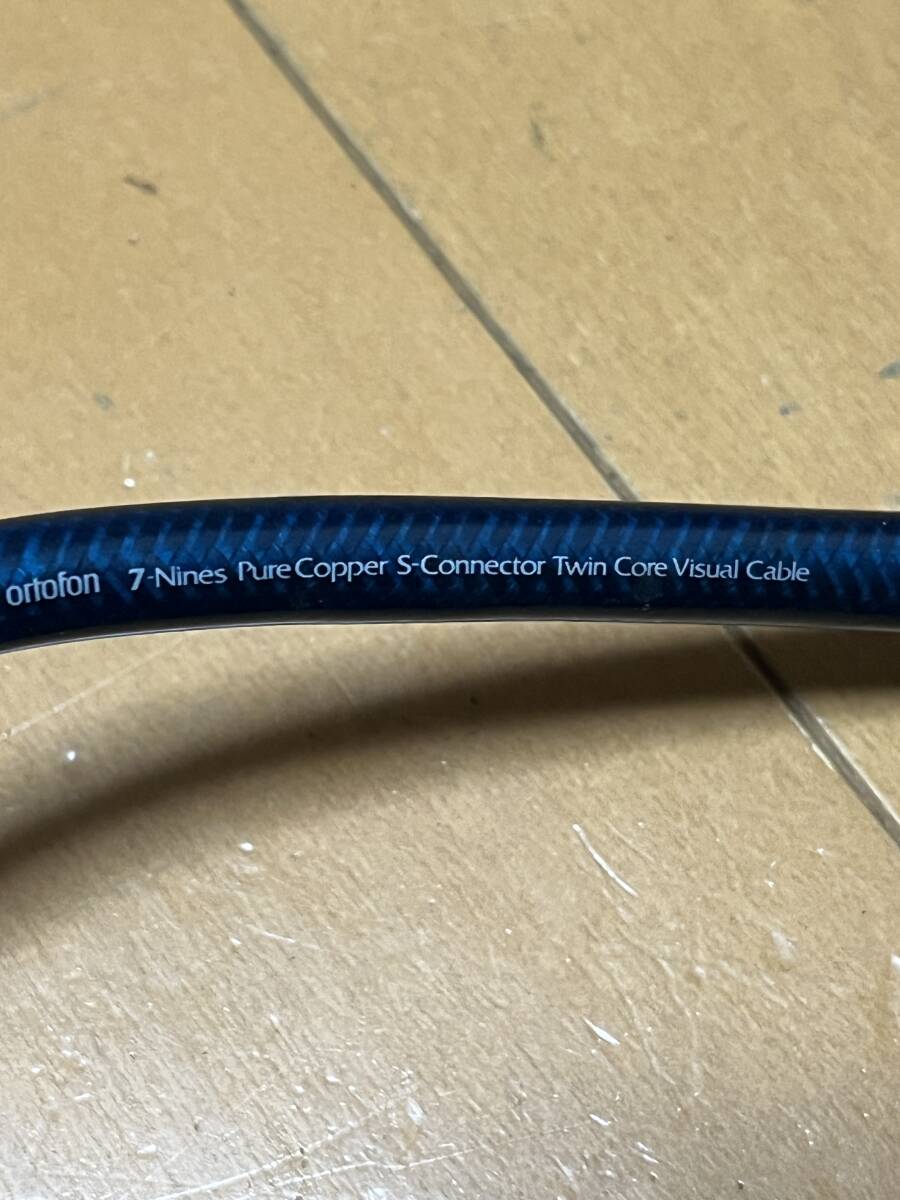 ortofon 7-Nines Pure Copper S-Connector Twin Core Visual Cable